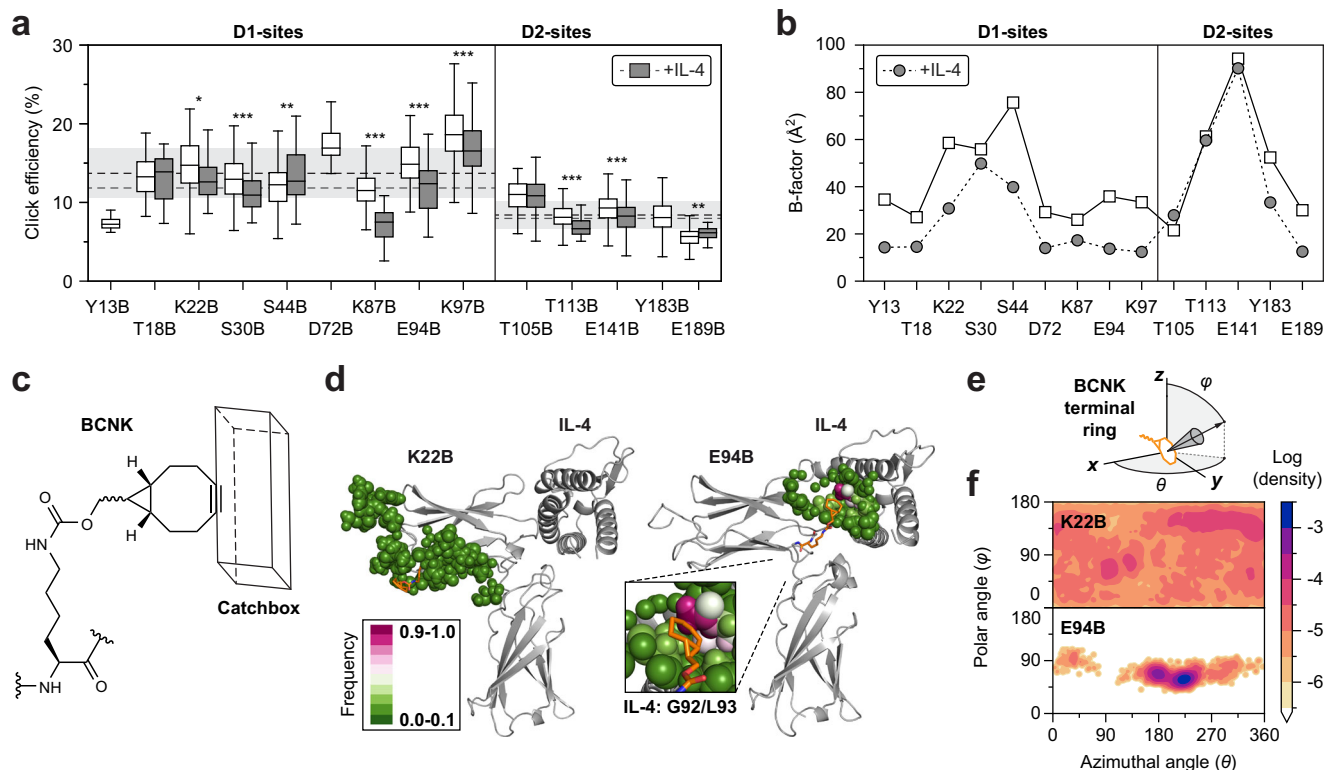 a
D1-sites
D2-sites
Click efficiency (%)
30
20
10
0
+IL-4
*
***
**
***
***
***
***
***
**
Y13B K22B S44B K87B K97B T113B Y183B
T18B S30B D72B E94B T105B E141B E189B
b
D1-sites
D2-sites
B-factor (Å²)
100
80
60
40
20
0
+IL-4
Y13 K22 S44 K87 K97 T113 Y183
T18 S30 D72 E94 T105 E141 E189
c
BCNK
H
H
O
O
NH
NH
O
Catchbox
d
K22B
IL-4
E94B
IL-4
Frequency
0.9-1.0
0.0-0.1
IL-4: G92/L93
e
BCNK
terminal
ring
z
φ
x
y
θ
f
Log
(density)
-3
-4
-5
-6
Polar angle (φ)
180
90
0
K22B
180
90
0
E94B
0 90 180 270 360
Azimuthal angle (θ)